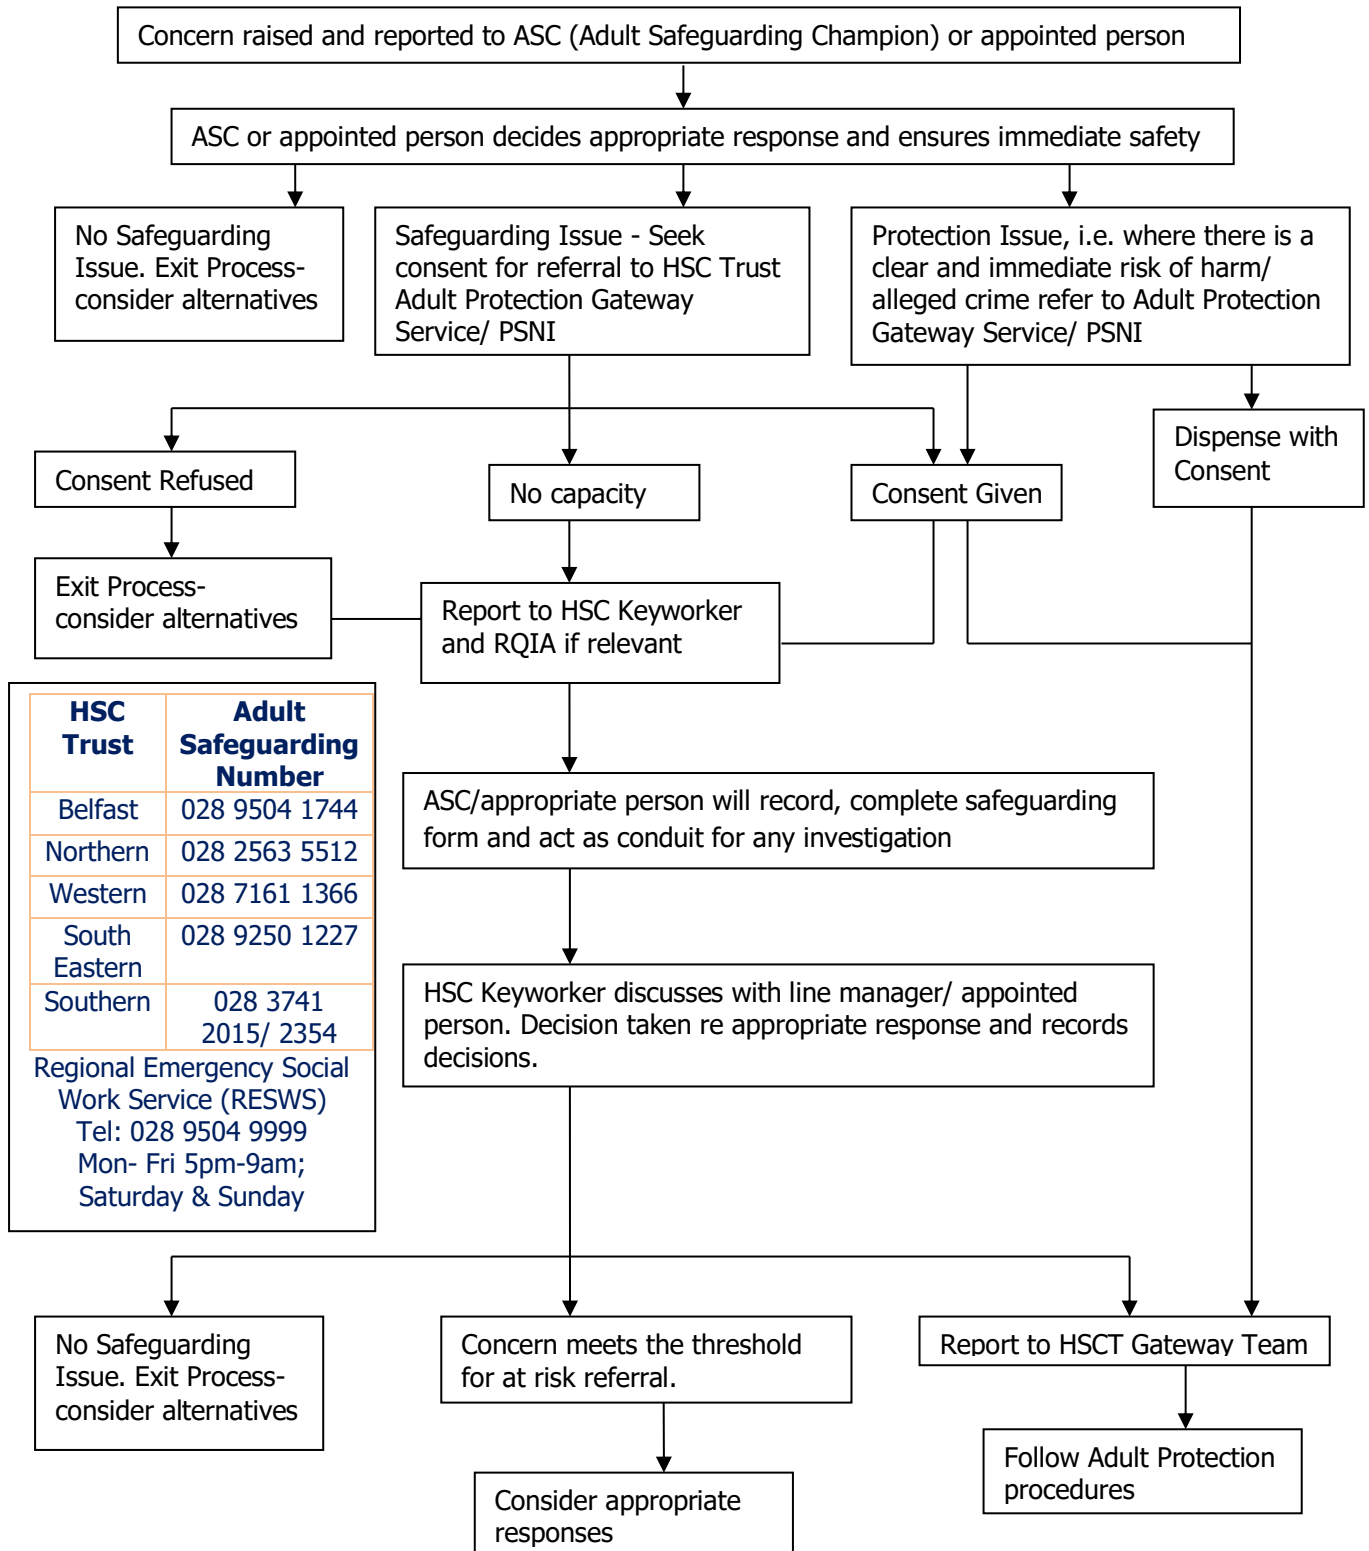 Concern raised and reported to ASC (Adult Safeguarding Champion) or appointed person
ASC or appointed person decides appropriate response and ensures immediate safety
No Safeguarding
Issue. Exit Process-
consider alternatives
Safeguarding Issue - Seek
consent for referral to HSC Trust
Adult Protection Gateway
Service/ PSNI
Protection Issue, i.e. where there is a
clear and immediate risk of harm/
alleged crime refer to Adult Protection
Gateway Service/ PSNI
Dispense with
Consent
Consent Refused
No capacity
Consent Given
Exit Process-
consider alternatives
Report to HSC Keyworker
and RQIA if relevant
HSC
Trust
Adult
Safeguarding
Number
Belfast 028 9504 1744
Northern 028 2563 5512
Western 028 7161 1366
South
Eastern
028 9250 1227
Southern
028 3741
2015/ 2354
Regional Emergency Social
Work Service (RESWS)
Tel: 028 9504 9999
Mon- Fri 5pm-9am;
Saturday & Sunday
ASC/appropriate person will record, complete safeguarding
form and act as conduit for any investigation
HSC Keyworker discusses with line manager/ appointed
person. Decision taken re appropriate response and records
decisions.
No Safeguarding
Issue. Exit Process-
consider alternatives
Concern meets the threshold
for at risk referral.
Report to HSCT Gateway Team
Consider appropriate
responses
Follow Adult Protection
procedures